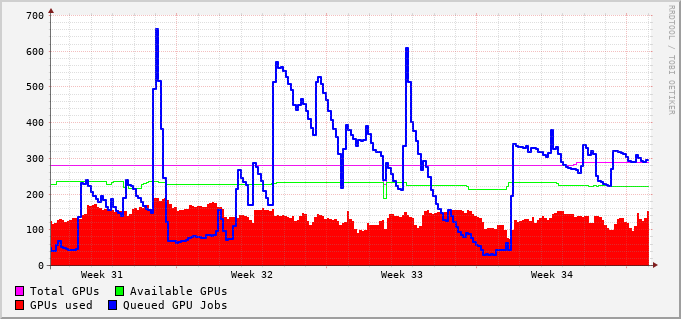 RRDTOOL / TOBI OETIKER
700
600
500
400
300
200
100
0
Week 31 Week 32 Week 33 Week 34
Total GPUs Available GPUs
GPUs used Queued GPU Jobs